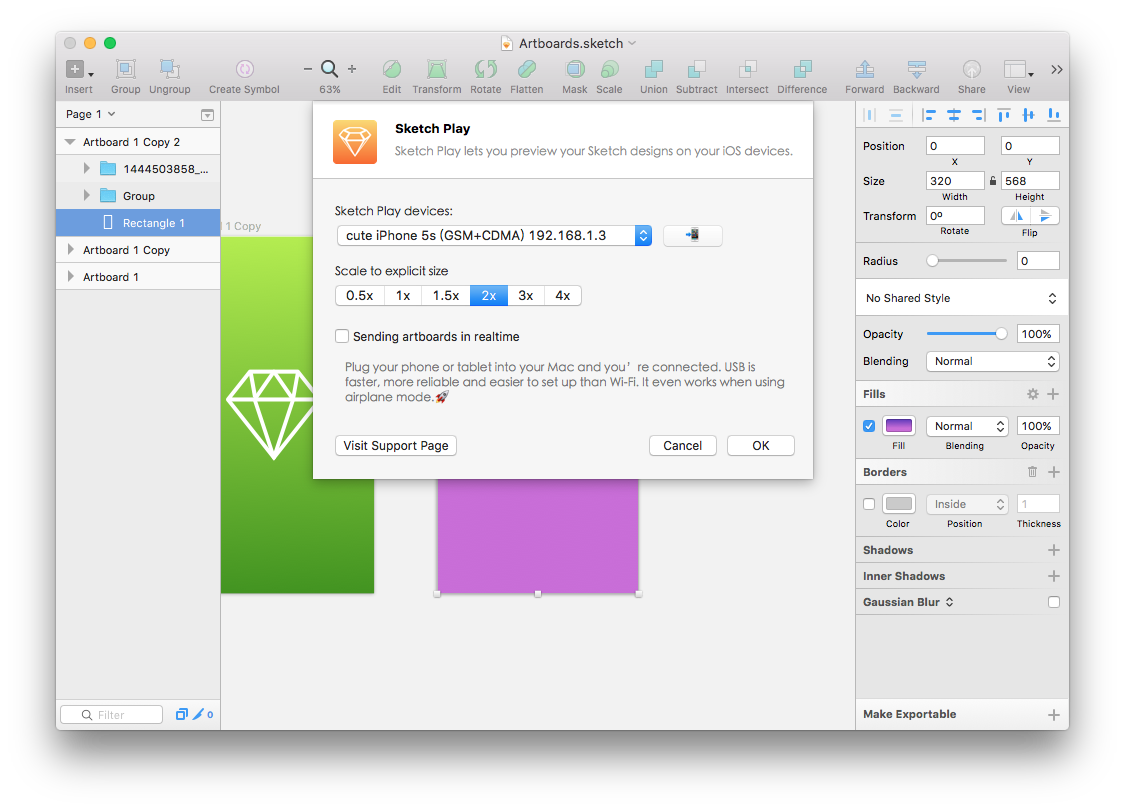 Artboards.sketch
Insert Group Ungroup Create Symbol 63% Edit Transform Rotate Flatten Mask Scale Union Subtract Intersect Difference Forward Backward Share View
Page 1
Artboard 1 Copy 2
1444503858_...
Group
Rectangle 1
Artboard 1 Copy
Artboard 1
Filter
0
1 Copy
Sketch Play
Sketch Play lets you preview your Sketch designs on your iOS devices.
Sketch Play devices:
cute iPhone 5s (GSM+CDMA) 192.168.1.3
Scale to explicit size
0.5x 1x 1.5x 2x 3x 4x
Sending artboards in realtime
Plug your phone or tablet into your Mac and you’re connected. USB is
faster, more reliable and easier to set up than Wi-Fi. It even works when using
airplane mode.🚀
Visit Support Page Cancel OK
Position 0 0
X Y
Size 320 568
Width Height
Transform 0º
Rotate Flip
Radius 0
No Shared Style
Opacity 100%
Blending Normal
Fills
Normal 100%
Fill Blending Opacity
Borders
Inside 1
Color Position Thickness
Shadows
Inner Shadows
Gaussian Blur
Make Exportable